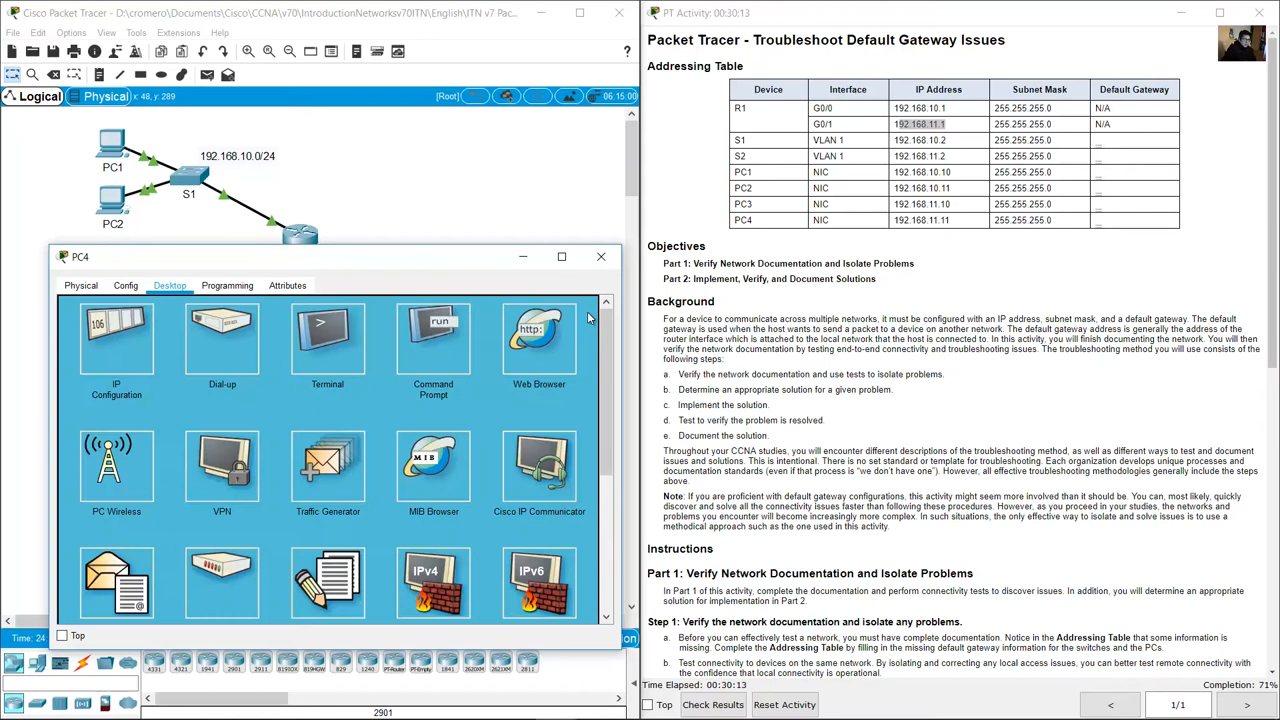 Cisco Packet Tracer - C:\Users\cromero\Documents\Cisco\CCNA\v70\IntroductionNetworksv70ITN\English\ITN v7 Pac...
File Edit Options View Tools Extensions Help
Logical Physical x: 48, y: 289
[Root]
06:15:00
PC1
192.168.10.0/24
S1
PC2
PC4
Physical Config Desktop Programming Attributes
106
>
run
http:
IP Configuration
Dial-up
Terminal
Command Prompt
Web Browser
MIB
PC Wireless
VPN
Traffic Generator
MIB Browser
Cisco IP Communicator
@
IPv4
IPv6
Top
Time: 24
4331 4321 1941 2901 2911 819IOX 819HGW 829 1240 PT-Router PT-Empty 1841 2620XM 2621XM 2811
2901
PT Activity: 00:30:13
Packet Tracer - Troubleshoot Default Gateway Issues
Addressing Table
Device Interface IP Address Subnet Mask Default Gateway
R1 G0/0 192.168.10.1 255.255.255.0 N/A
G0/1 192.168.11.1 255.255.255.0 N/A
S1 VLAN 1 192.168.10.2 255.255.255.0
S2 VLAN 1 192.168.11.2 255.255.255.0
PC1 NIC 192.168.10.10 255.255.255.0
PC2 NIC 192.168.10.11 255.255.255.0
PC3 NIC 192.168.11.10 255.255.255.0
PC4 NIC 192.168.11.11 255.255.255.0
Objectives
Part 1: Verify Network Documentation and Isolate Problems
Part 2: Implement, Verify, and Document Solutions
Background
For a device to communicate across multiple networks, it must be configured with an IP address, subnet mask, and a default gateway. The default
gateway is used when the host wants to send a packet to a device on another network. The default gateway address is generally the address of the
router interface which is attached to the local network that the host is connected to. In this activity, you will finish documenting the network. You will then
verify the network documentation by testing end-to-end connectivity and troubleshooting issues. The troubleshooting method you will use consists of the
following steps:
a. Verify the network documentation and use tests to isolate problems.
b. Determine an appropriate solution for a given problem.
c. Implement the solution.
d. Test to verify the problem is resolved.
e. Document the solution.
Throughout your CCNA studies, you will encounter different descriptions of the troubleshooting method, as well as different ways to test and document
issues and solutions. This is intentional. There is no set standard or template for troubleshooting. Each organization develops unique processes and
documentation standards (even if that process is “we don’t have one”). However, all effective troubleshooting methodologies generally include the steps
above.
Note: If you are proficient with default gateway configurations, this activity might seem more involved than it should be. You can, most likely, quickly
discover and solve all the connectivity issues faster than following these procedures. However, as you proceed in your studies, the networks and
problems you encounter will become increasingly more complex. In such situations, the only effective way to isolate and solve issues is to use a
methodical approach such as the one used in this activity.
Instructions
Part 1: Verify Network Documentation and Isolate Problems
In Part 1 of this activity, complete the documentation and perform connectivity tests to discover issues. In addition, you will determine an appropriate
solution for implementation in Part 2.
Step 1: Verify the network documentation and isolate any problems.
a. Before you can effectively test a network, you must have complete documentation. Notice in the Addressing Table that some information is
missing. Complete the Addressing Table by filling in the missing default gateway information for the switches and the PCs.
b. Test connectivity to devices on the same network. By isolating and correcting any local access issues, you can better test remote connectivity with
the confidence that local connectivity is operational.
Time Elapsed: 00:30:13 Completion: 71%
Top Check Results Reset Activity < 1/1 >